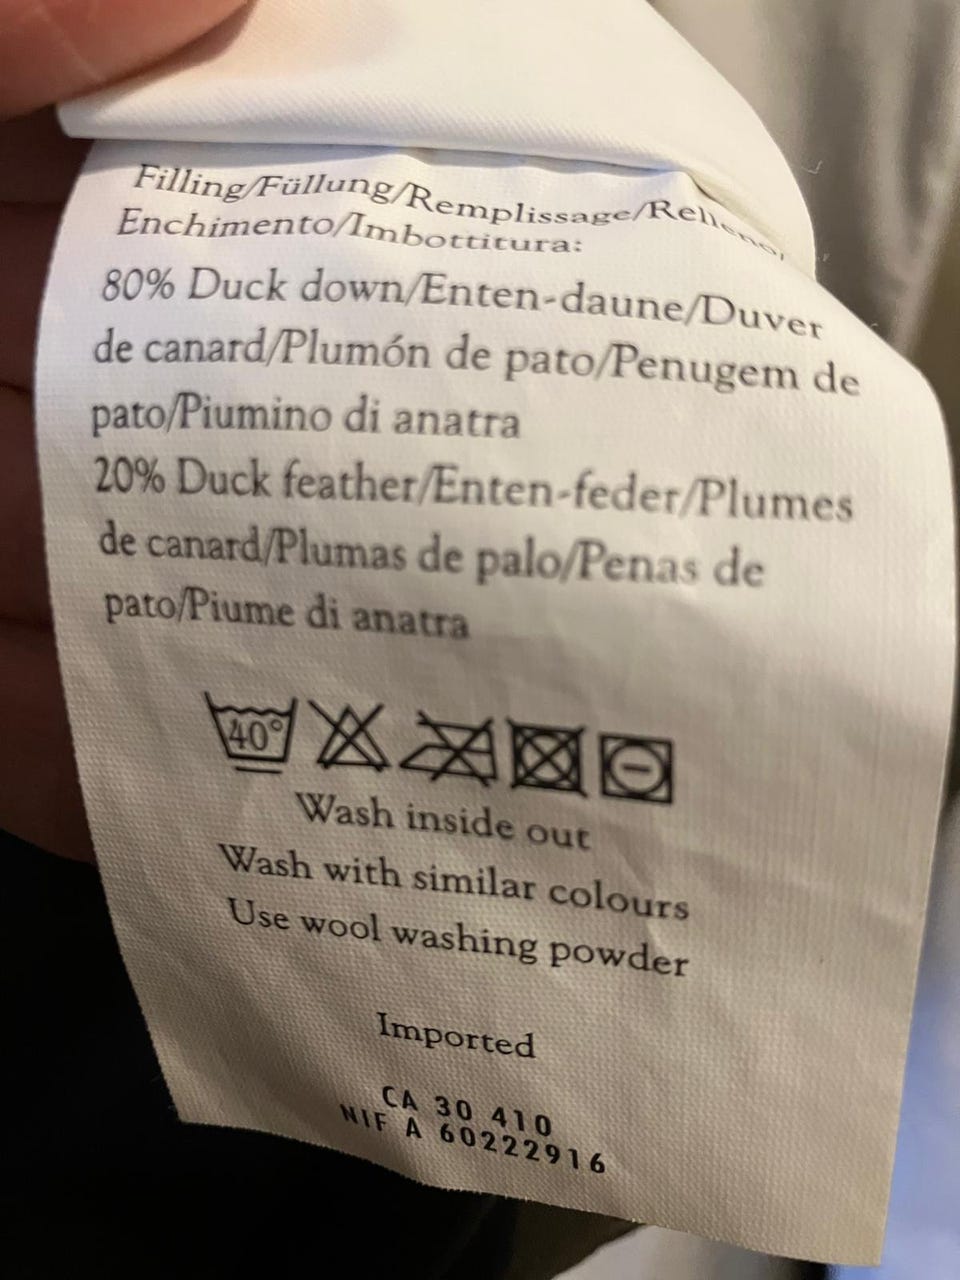 Filling/Füllung/Remplissage/Relleno/
Enchimento/Imbottitura:
80% Duck down/Enten-daune/Duver
de canard/Plumón de pato/Penugem de
pato/Piumino di anatra
20% Duck feather/Enten-feder/Plumes
de canard/Plumas de palo/Penas de
pato/Piume di anatra
40°
Wash inside out
Wash with similar colours
Use wool washing powder
Imported
CA 30 410
NIF A 60222916